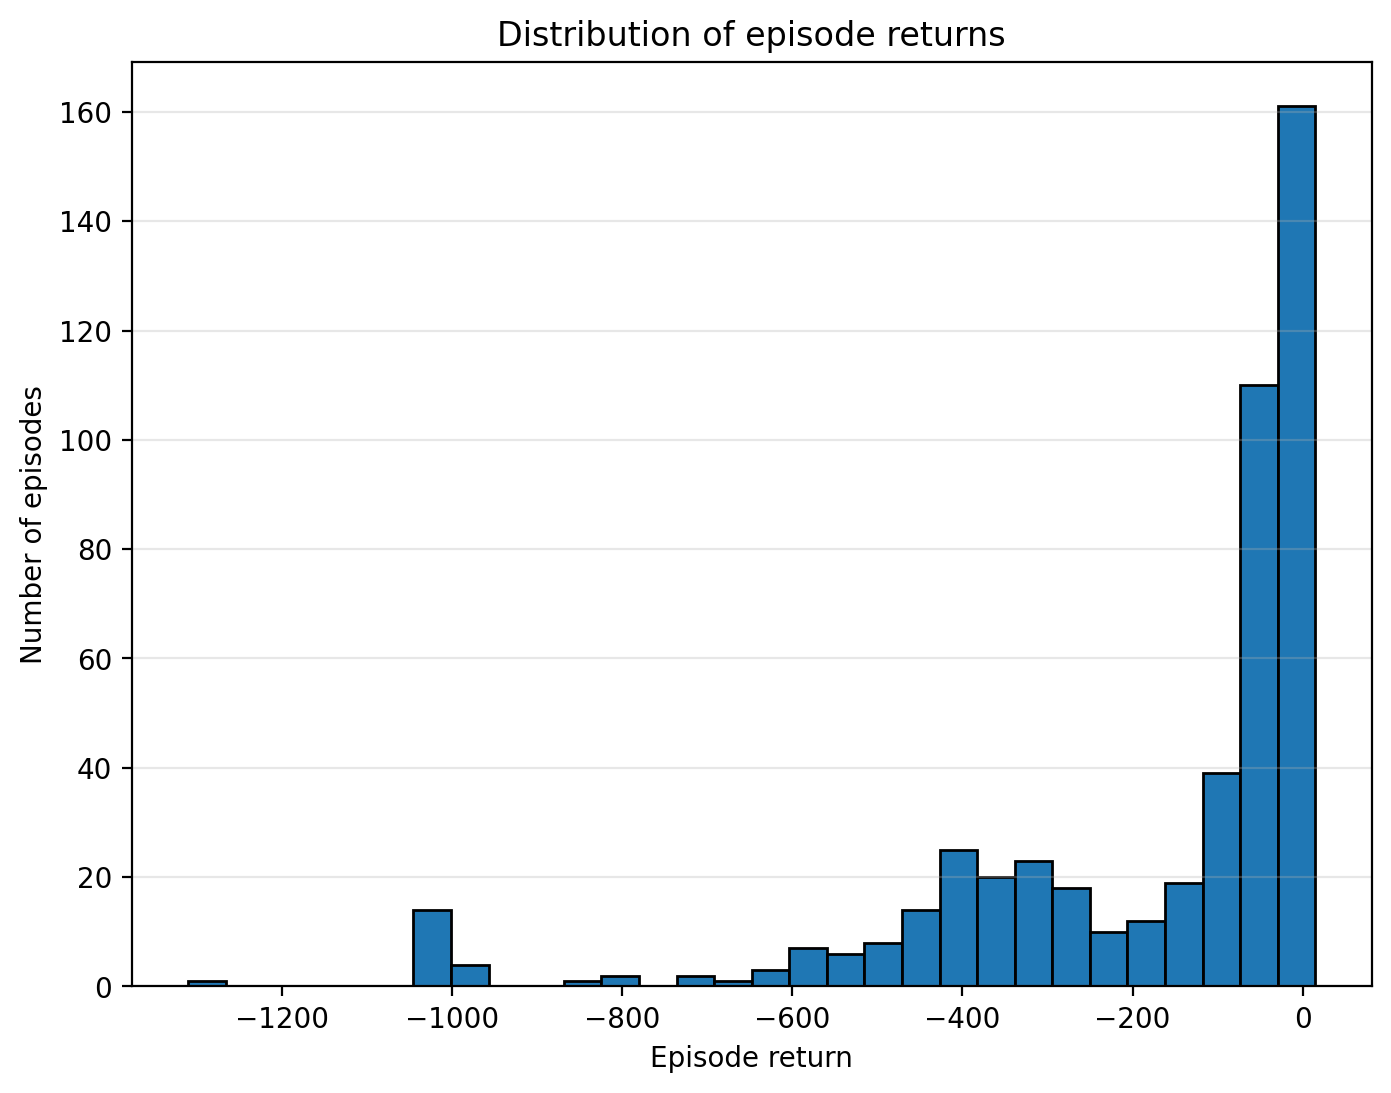 Distribution of episode returns
Number of episodes
160
140
120
100
80
60
40
20
0
−1200 −1000 −800 −600 −400 −200 0
Episode return